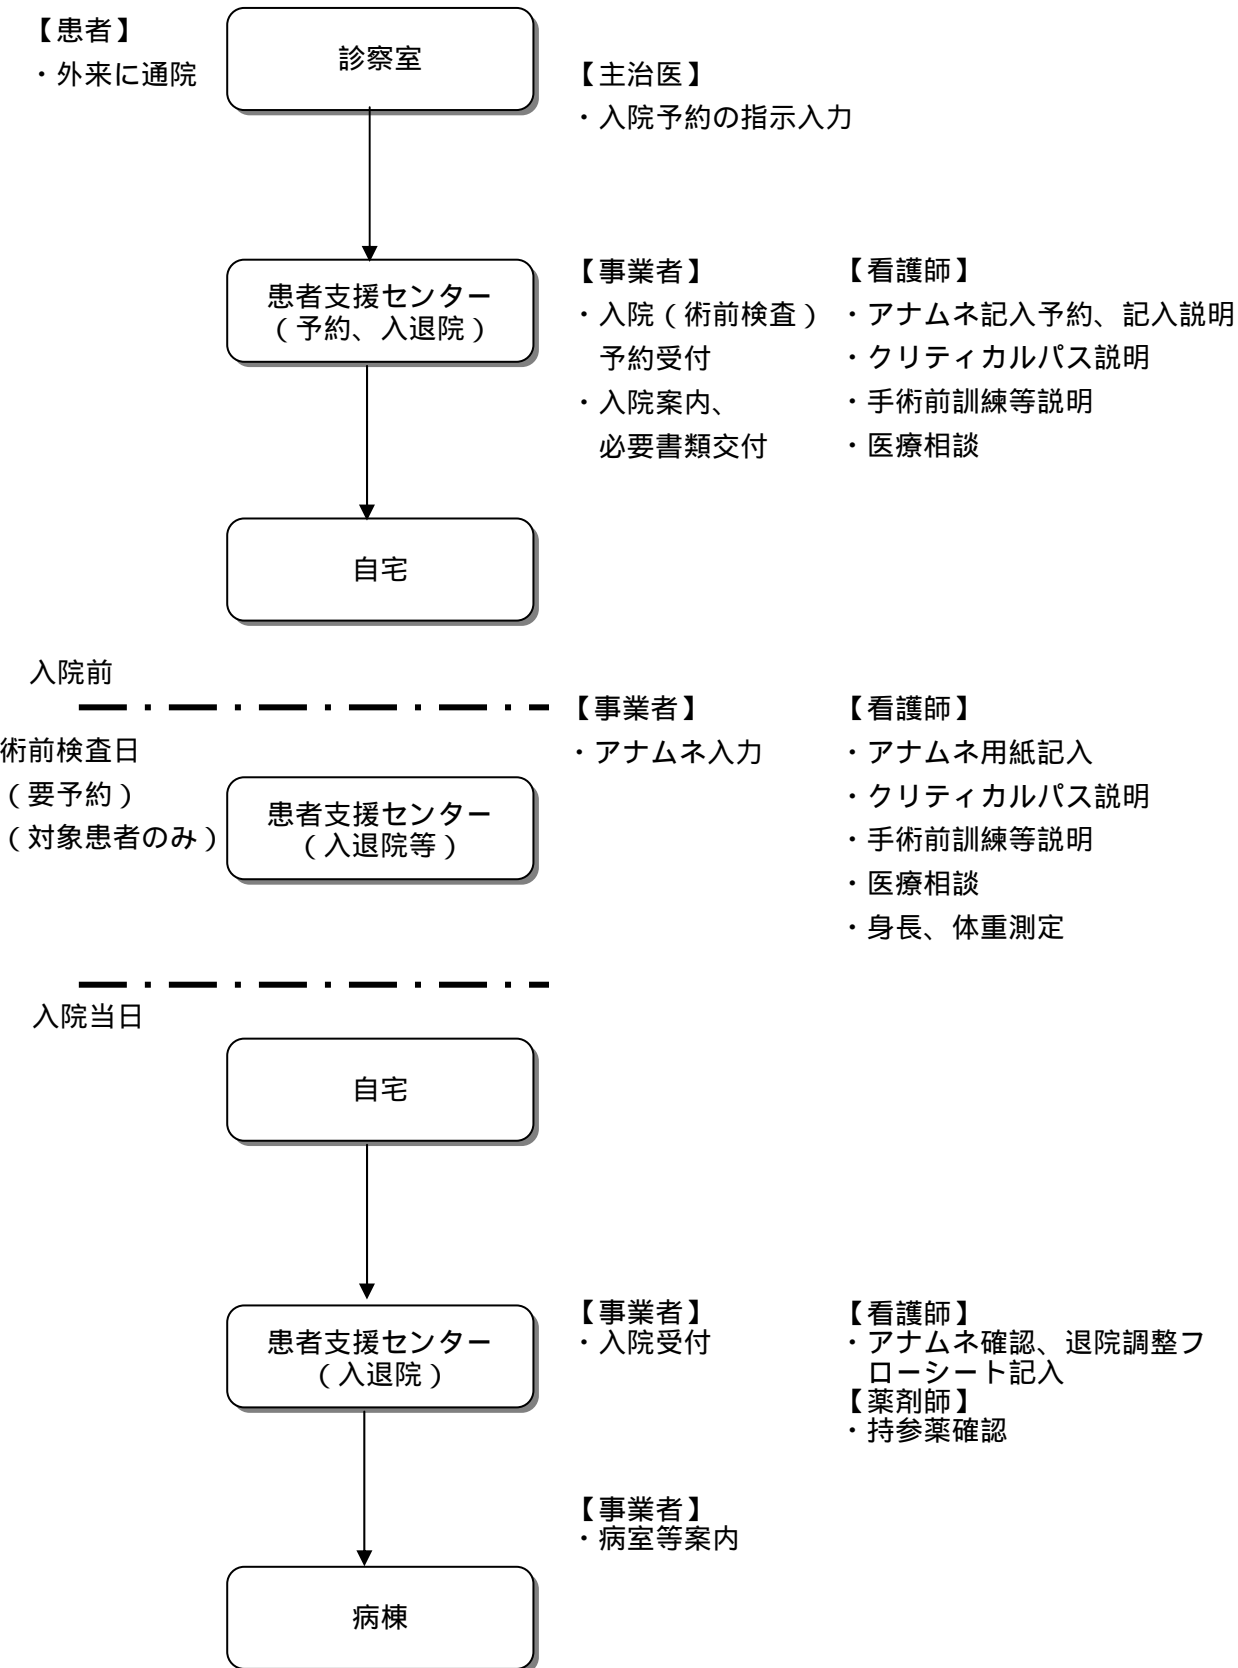 【患者】
・外来に通院
診察室
【主治医】
・入院予約の指示入力
患者支援センター
（予約、入退院）
【事業者】
・入院（術前検査）
予約受付
・入院案内、
必要書類交付
【看護師】
・アナムネ記入予約、記入説明
・クリティカルパス説明
・手術前訓練等説明
・医療相談
自宅
入院前
術前検査日
（要予約）
（対象患者のみ）
患者支援センター
（入退院等）
【事業者】
・アナムネ入力
【看護師】
・アナムネ用紙記入
・クリティカルパス説明
・手術前訓練等説明
・医療相談
・身長、体重測定
入院当日
自宅
患者支援センター
（入退院）
【事業者】
・入院受付
【看護師】
・アナムネ確認、退院調整フ
ローシート記入
【薬剤師】
・持参薬確認
【事業者】
・病室等案内
病棟